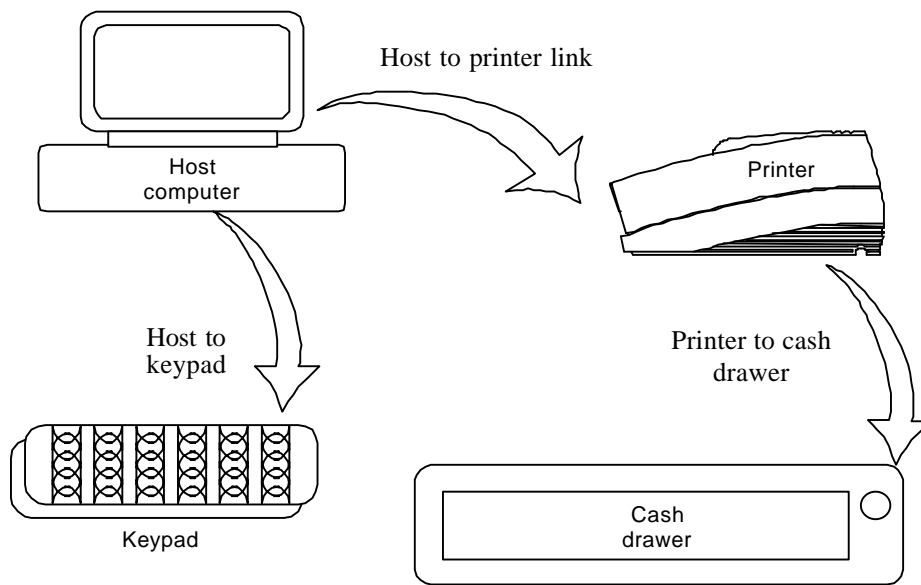 Host to printer link
Host
computer
Printer
Host to
keypad
Printer to cash
drawer
Keypad
Cash
drawer